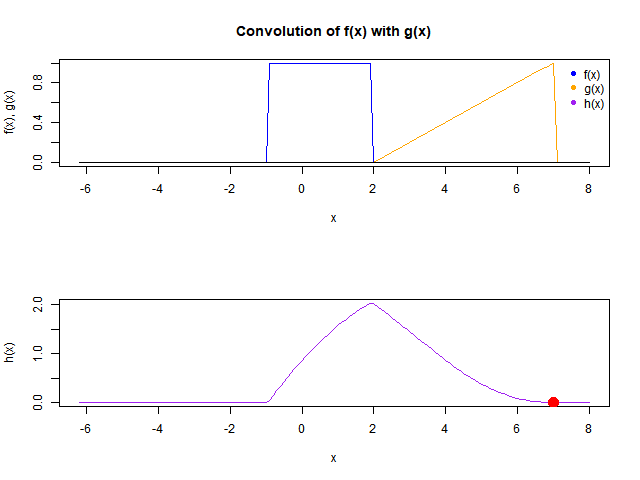 Convolution of f(x) with g(x)
f(x), g(x)
0.0 0.4 0.8
f(x)
g(x)
h(x)
-6 -4 -2 0 2 4 6 8
x
h(x)
0.0 1.0 2.0
-6 -4 -2 0 2 4 6 8
x